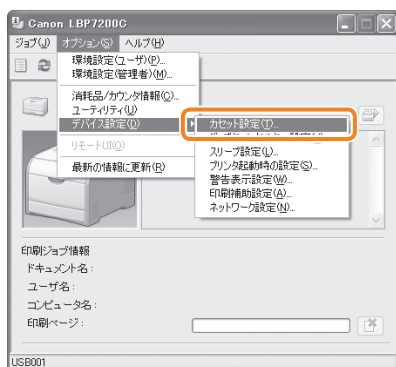 Canon LBP7200C
ジョブ(J) オプション(S) ヘルプ(H)
環境設定(ユーザ)(P)...
環境設定(管理者)(M)...
消耗品/カウンタ情報(C)...
ユーティリティ(U)
デバイス設定(D)
カセット設定(T)...
リモートUI(O)
スリープ設定(L)...
最新の情報に更新(R)
プリンタ起動時の設定(S)...
警告表示設定(W)...
印刷補助設定(A)...
ネットワーク設定(N)...
印刷ジョブ情報
ドキュメント名:
ユーザ名:
コンピュータ名:
印刷ページ:
USB001